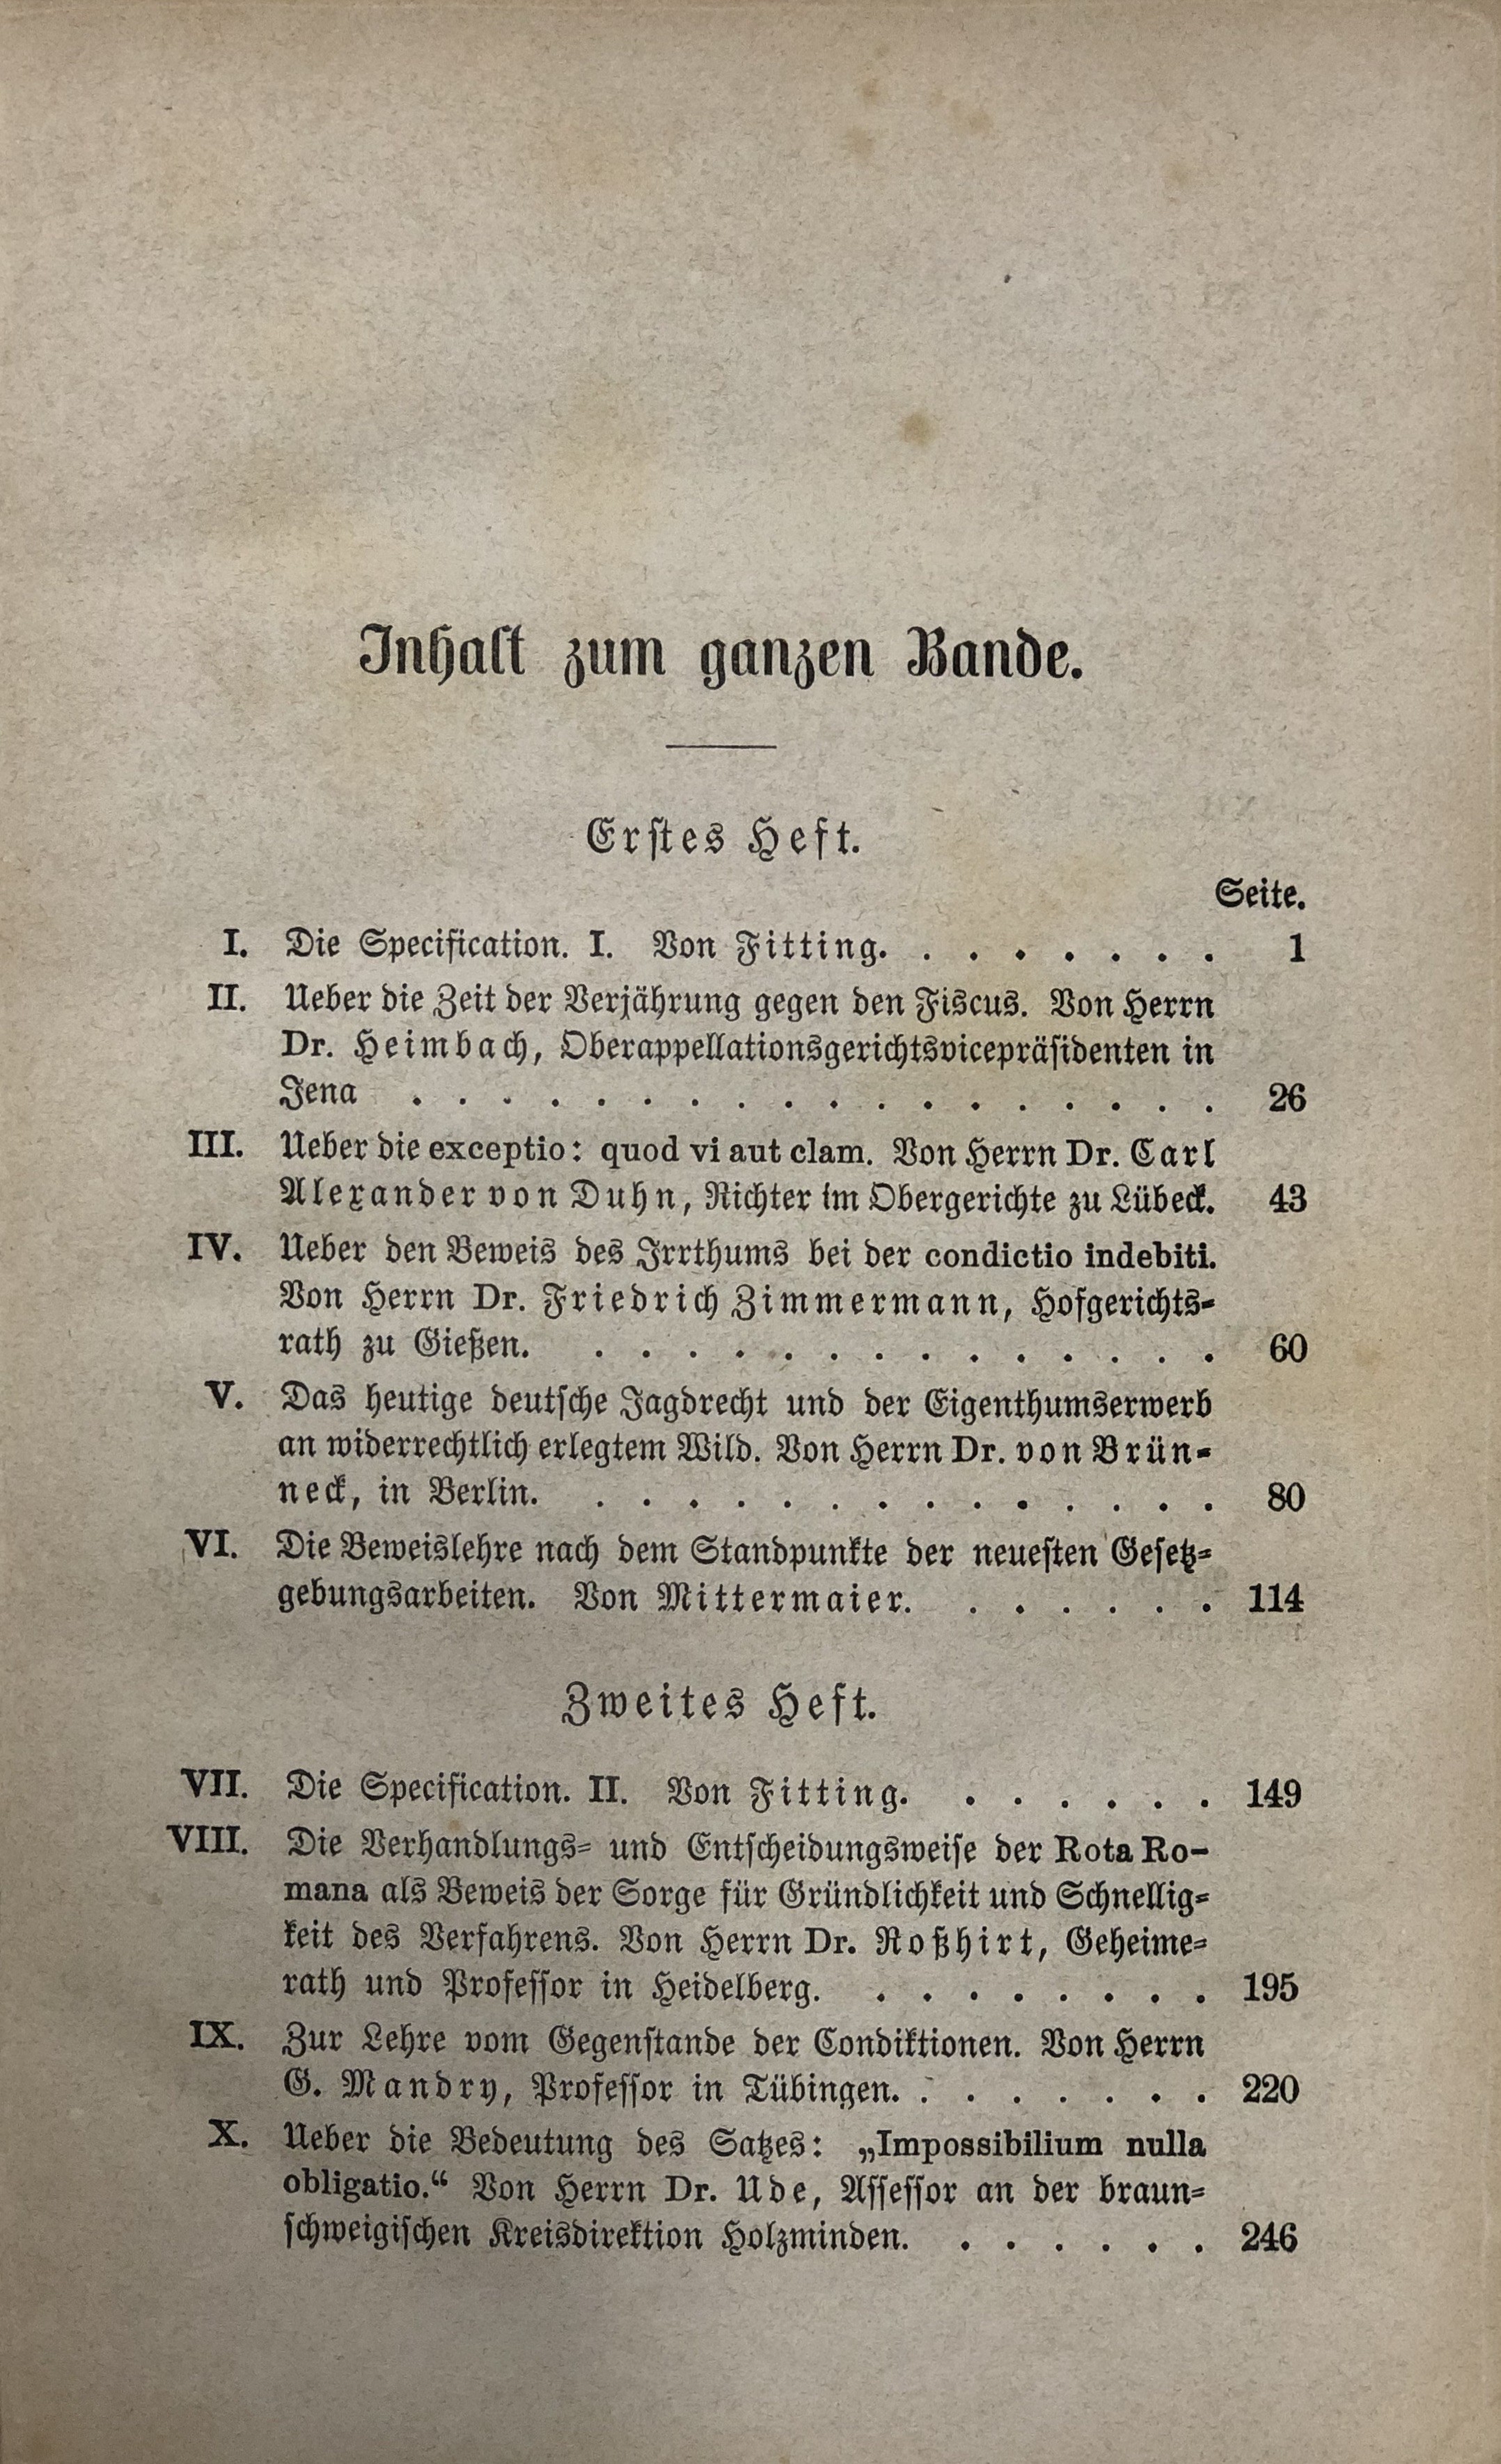 Inhalt zum ganzen Bande.
Erstes Heft.
Seite.
I. Die Specification. I. Von Fitting. . . . . . . . 1
II. Ueber die Zeit der Verjährung gegen den Fiscus. Von Herrn
Dr. Heimbach, Oberappellationsgerichtsvicepräsidenten in
Jena . . . . . . . . . . . . . . . . . . 26
III. Ueber die exceptio: quod vi aut clam. Von Herrn Dr. Carl
Alexander von Duhn, Richter im Obergerichte zu Lübeck. 43
IV. Ueber den Beweis des Irrthums bei der condictio indebiti.
Von Herrn Dr. Friedrich Zimmermann, Hofgerichts-
rath zu Gießen. . . . . . . . . . . . . . . 60
V. Das heutige deutsche Jagdrecht und der Eigenthumserwerb
an widerrechtlich erlegtem Wild. Von Herrn Dr. von Brün-
neck, in Berlin. . . . . . . . . . . . . . . 80
VI. Die Beweislehre nach dem Standpunkte der neuesten Gesetz-
gebungsarbeiten. Von Mittermaier. . . . . . . 114
Zweites Heft.
VII. Die Specification. II. Von Fitting. . . . . . . 149
VIII. Die Verhandlungs- und Entscheidungsweise der Rota Ro-
mana als Beweis der Sorge für Gründlichkeit und Schnellig-
keit des Verfahrens. Von Herrn Dr. Roßhirt, Geheime-
rath und Professor in Heidelberg. . . . . . . . . 195
IX. Zur Lehre vom Gegenstande der Condiktionen. Von Herrn
G. Mandry, Professor in Tübingen. . . . . . . . 220
X. Ueber die Bedeutung des Satzes: „Impossibilium nulla
obligatio.“ Von Herrn Dr. Ude, Assessor an der braun-
schweigischen Kreisdirektion Holzminden. . . . . . . 246